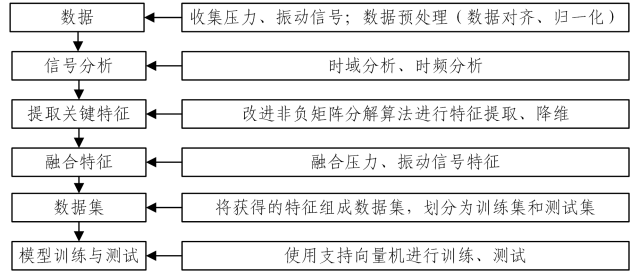 数据
收集压力、振动信号；数据预处理（数据对齐、归一化）
信号分析
时域分析、时频分析
提取关键特征
改进非负矩阵分解算法进行特征提取、降维
融合特征
融合压力、振动信号特征
数据集
将获得的特征组成数据集，划分为训练集和测试集
模型训练与测试
使用支持向量机进行训练、测试